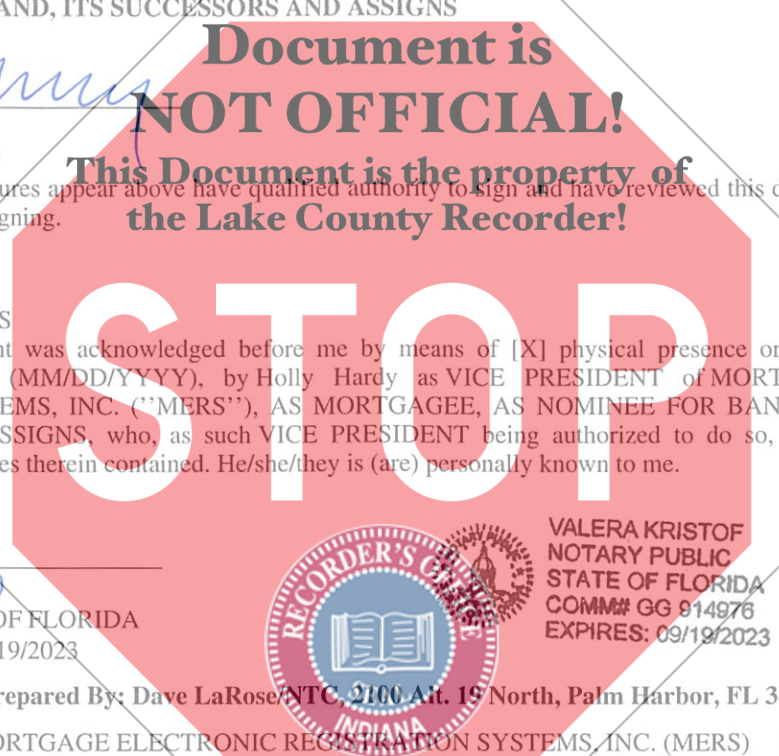 AND, ITS SUCCESSORS AND ASSIGNS
Document is
NOT OFFICIAL!
This Document is the property of
the Lake County Recorder!
ures appear above have qualified authority to sign and have reviewed this d
gning.
STOP
S
nt was acknowledged before me by means of [X] physical presence or
(MM/DD/YYYY), by Holly Hardy as VICE PRESIDENT of MORT
EMS, INC. (''MERS''), AS MORTGAGEE, AS NOMINEE FOR BAN
SSIGNS, who, as such VICE PRESIDENT being authorized to do so,
es therein contained. He/she/they is (are) personally known to me.
RECORDER'S OFFICE
SEAL
INDIANA
NOTARY PUBLIC
VALERA KRISTOF
NOTARY PUBLIC
STATE OF FLORIDA
COMM# GG 914976
EXPIRES: 09/19/2023
OF FLORIDA
19/2023
repared By: Dave LaRose/NTC, 2100 Alt. 19 North, Palm Harbor, FL 3
ORTGAGE ELECTRONIC REGISTRATION SYSTEMS, INC. (MERS)